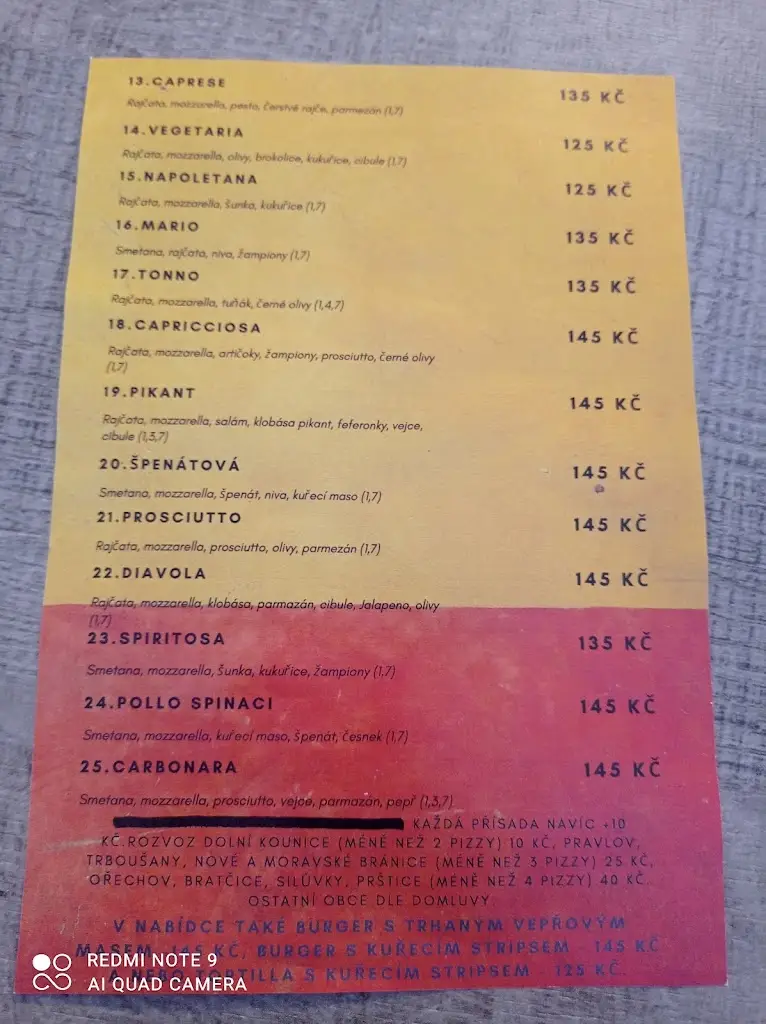 13.CAPRESE 135 KČ
Rajčata, mozzarella, pesto, čerstvé rajče, parmezán (1,7)
14.VEGETARIA 125 KČ
Rajčata, mozzarella, olivy, brokolice, kukuřice, cibule (1,7)
15.NAPOLETANA 125 KČ
Rajčata, mozzarella, šunka, kukuřice (1,7)
16.MARIO 135 KČ
Smetana, rajčata, niva, žampiony (1,7)
17.TONNO 135 KČ
Rajčata, mozzarella, tuňák, černé olivy (1,4,7)
18.CAPRICCIOSA 145 KČ
Rajčata, mozzarella, artičoky, žampiony, prosciutto, černé olivy
(1,7)
19.PIKANT 145 KČ
Rajčata, mozzarella, salám, klobása pikant, feferonky, vejce,
cibule (1,3,7)
20.ŠPENÁTOVÁ 145 KČ
Smetana, mozzarella, špenát, niva, kuřecí maso (1,7)
21.PROSCIUTTO 145 KČ
Rajčata, mozzarella, prosciutto, olivy, parmezán (1,7)
22.DIAVOLA 145 KČ
Rajčata, mozzarella, klobása, parmazán, cibule, Jalapeno, olivy
(1,7)
23.SPIRITOSA 135 KČ
Smetana, mozzarella, šunka, kukuřice, žampiony (1,7)
24.POLLO SPINACI 145 KČ
Smetana, mozzarella, kuřecí maso, špenát, česnek (1,7)
25.CARBONARA 145 KČ
Smetana, mozzarella, prosciutto, vejce, parmazán, pepř (1,3,7)
KAŽDÁ PŘÍSADA NAVÍC +10
KČ.ROZVOZ DOLNÍ KOUNICE (MÉNĚ NEŽ 2 PIZZY) 10 KČ, PRAVLOV,
TRBOUŠANY, NOVÉ A MORAVSKÉ BRÁNICE (MÉNĚ NEŽ 3 PIZZY) 25 KČ,
OŘECHOV, BRATČICE, SILŮVKY, PRŠTICE (MÉNĚ NEŽ 4 PIZZY) 40 KČ.
OSTATNÍ OBCE DLE DOMLUVY
V NABÍDCE TAKÉ BURGER S TRHANÝM VEPŘOVÝM
MASEM 145 KČ, BURGER S KUŘECÍM STRIPSEM - 145 KČ
A NEBO TORTILLA S KUŘECÍM STRIPSEM - 125 KČ.
REDMI NOTE 9
AI QUAD CAMERA